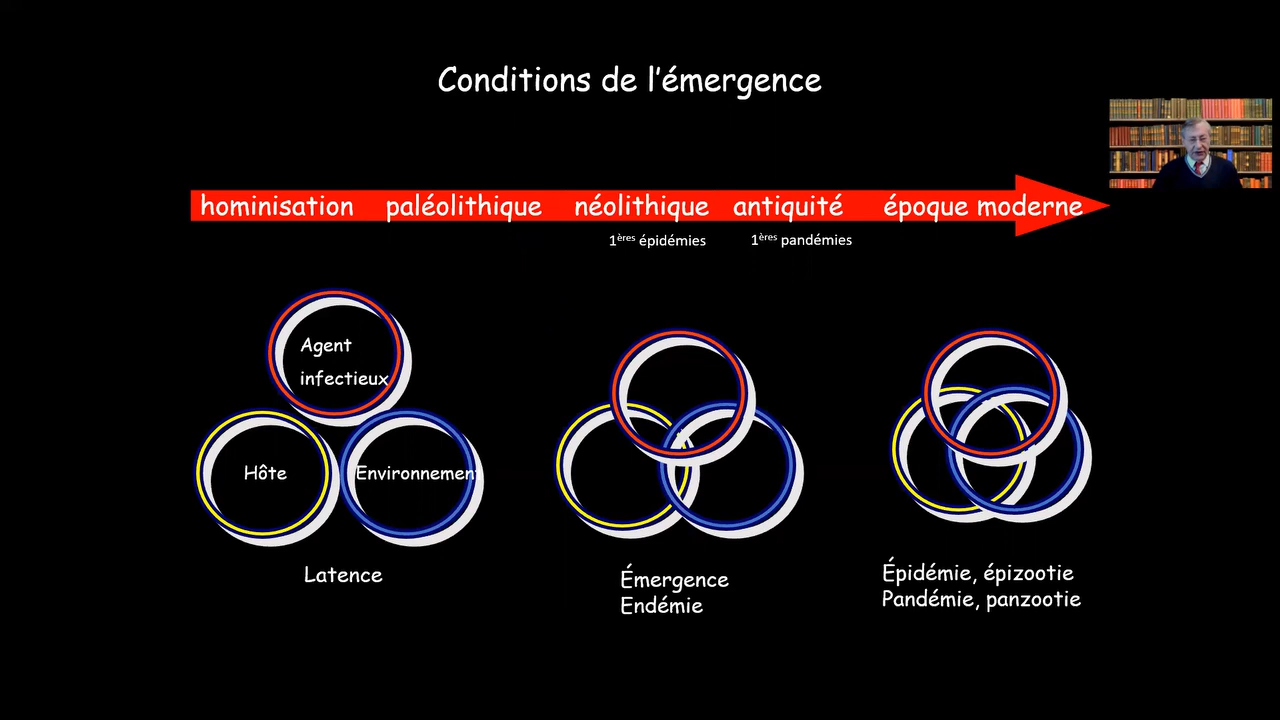 Conditions de l'émergence
hominisation paléolithique néolithique antiquité époque moderne
1ères épidémies 1ères pandémies
Agent
infectieux
Hôte Environnement
Latence
Émergence
Endémie
Épidémie, épizootie
Pandémie, panzootie